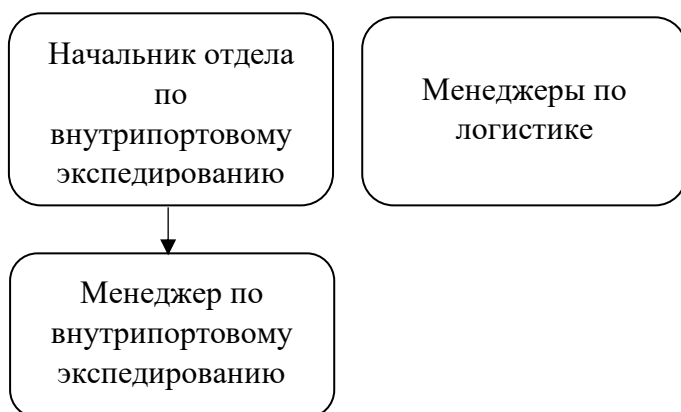 Начальник отдела
по
внутрипортовому
экспедированию
Менеджеры по
логистике
Менеджер по
внутрипортовому
экспедированию